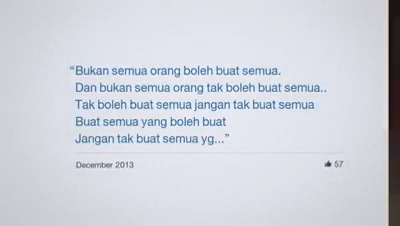 “Bukan semua orang boleh buat semua.
Dan bukan semua orang tak boleh buat semua..
Tak boleh buat semua jangan tak buat semua
Buat semua yang boleh buat
Jangan tak buat semua yg...”
December 2013
57